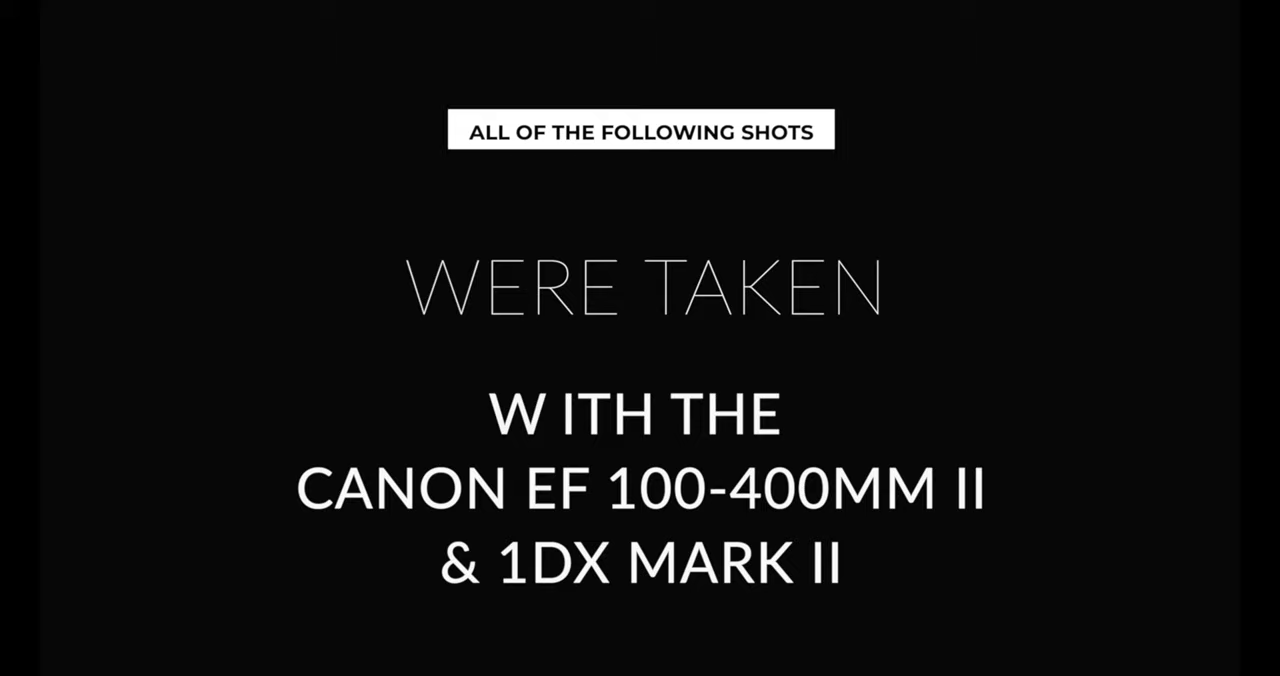 ALL OF THE FOLLOWING SHOTS
WERE TAKEN
W ITH THE
CANON EF 100-400MM II
& 1DX MARK II